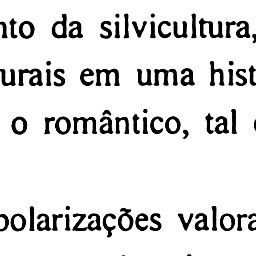 nto da silvicultura,
urais em uma hist
o romântico, tal
polarizações valora